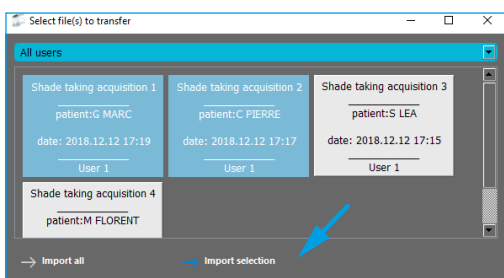 Select file(s) to transfer
All users
Shade taking acquisition 1
patient:G MARC
date: 2018.12.12 17:19
User 1
Shade taking acquisition 2
patient:C PIERRE
date: 2018.12.12 17:17
User 1
Shade taking acquisition 3
patient:S LEA
date: 2018.12.12 17:15
User 1
Shade taking acquisition 4
patient:M FLORENT
Import all
Import selection